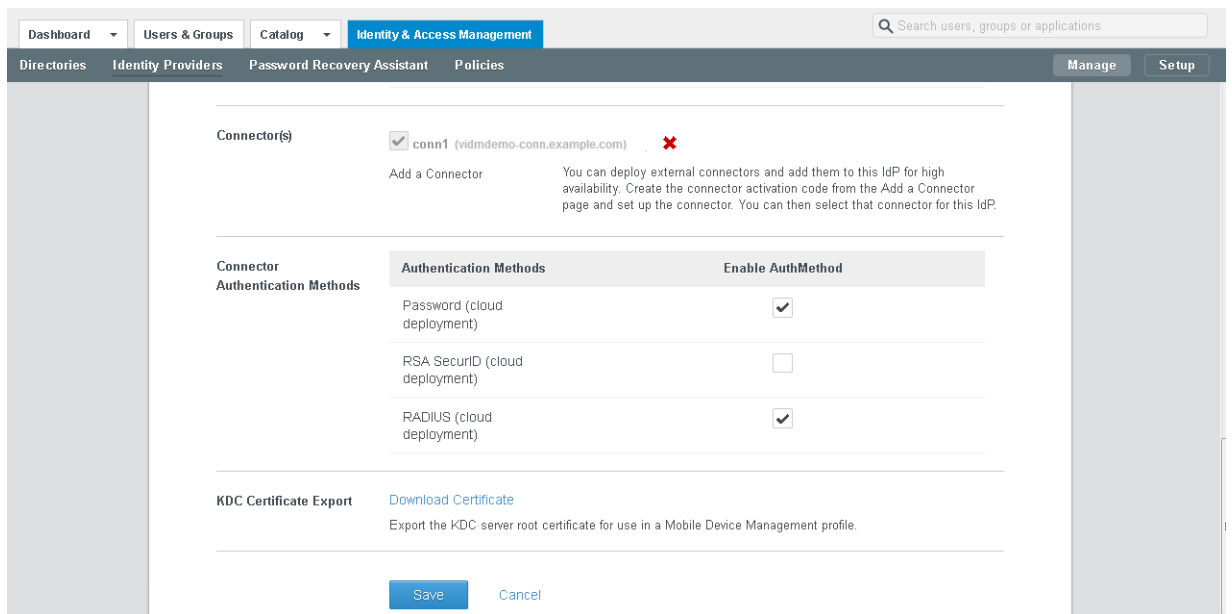 Dashboard Users & Groups Catalog Identity & Access Management Search users, groups or applications
Directories Identity Providers Password Recovery Assistant Policies Manage Setup
Connector(s) conn1 (vidmdemo-conn.example.com)
Add a Connector You can deploy external connectors and add them to this IdP for high
availability. Create the connector activation code from the Add a Connector
page and set up the connector. You can then select that connector for this IdP.
Connector
Authentication Methods
Authentication Methods Enable AuthMethod
Password (cloud
deployment)
RSA SecurID (cloud
deployment)
RADIUS (cloud
deployment)
KDC Certificate Export Download Certificate
Export the KDC server root certificate for use in a Mobile Device Management profile.
Save Cancel